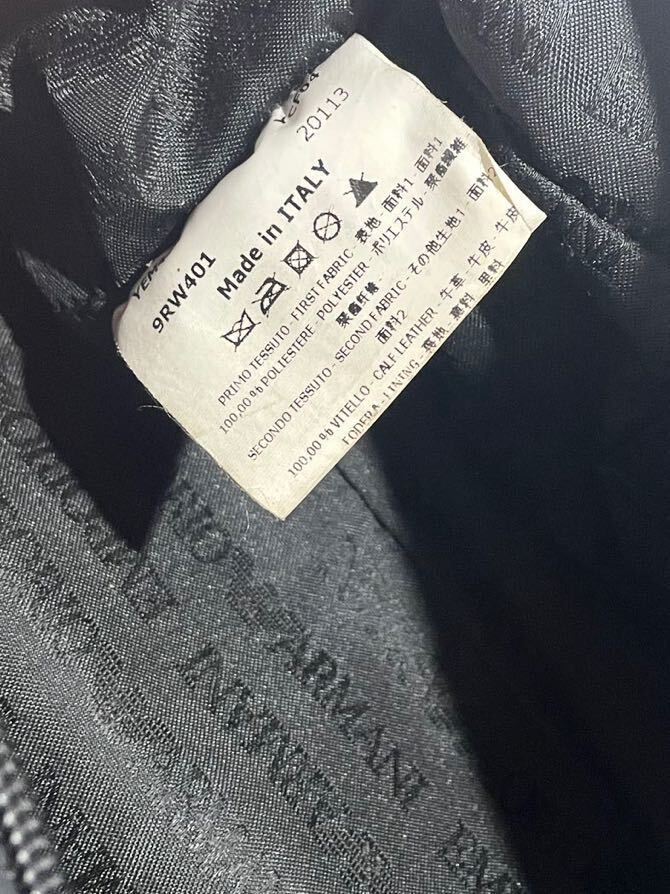 20113
9RW401
Made in ITALY
PRIMO TESSUTO - FIRST FABRIC - 表地 - 面料1 - 面料1
100,00 % POLIESTERE - POLYESTER - ポリエステル - 聚酯纖維
聚酯纤维
SECONDO TESSUTO - SECOND FABRIC - その他生地 1 - 面料2
面料2
100,00 % VITELLO - CALF LEATHER - 牛革 - 牛皮 - 牛皮
FODERA - LINING - 裏地 - 裏料 - 里料
ARMANI
ARMANI